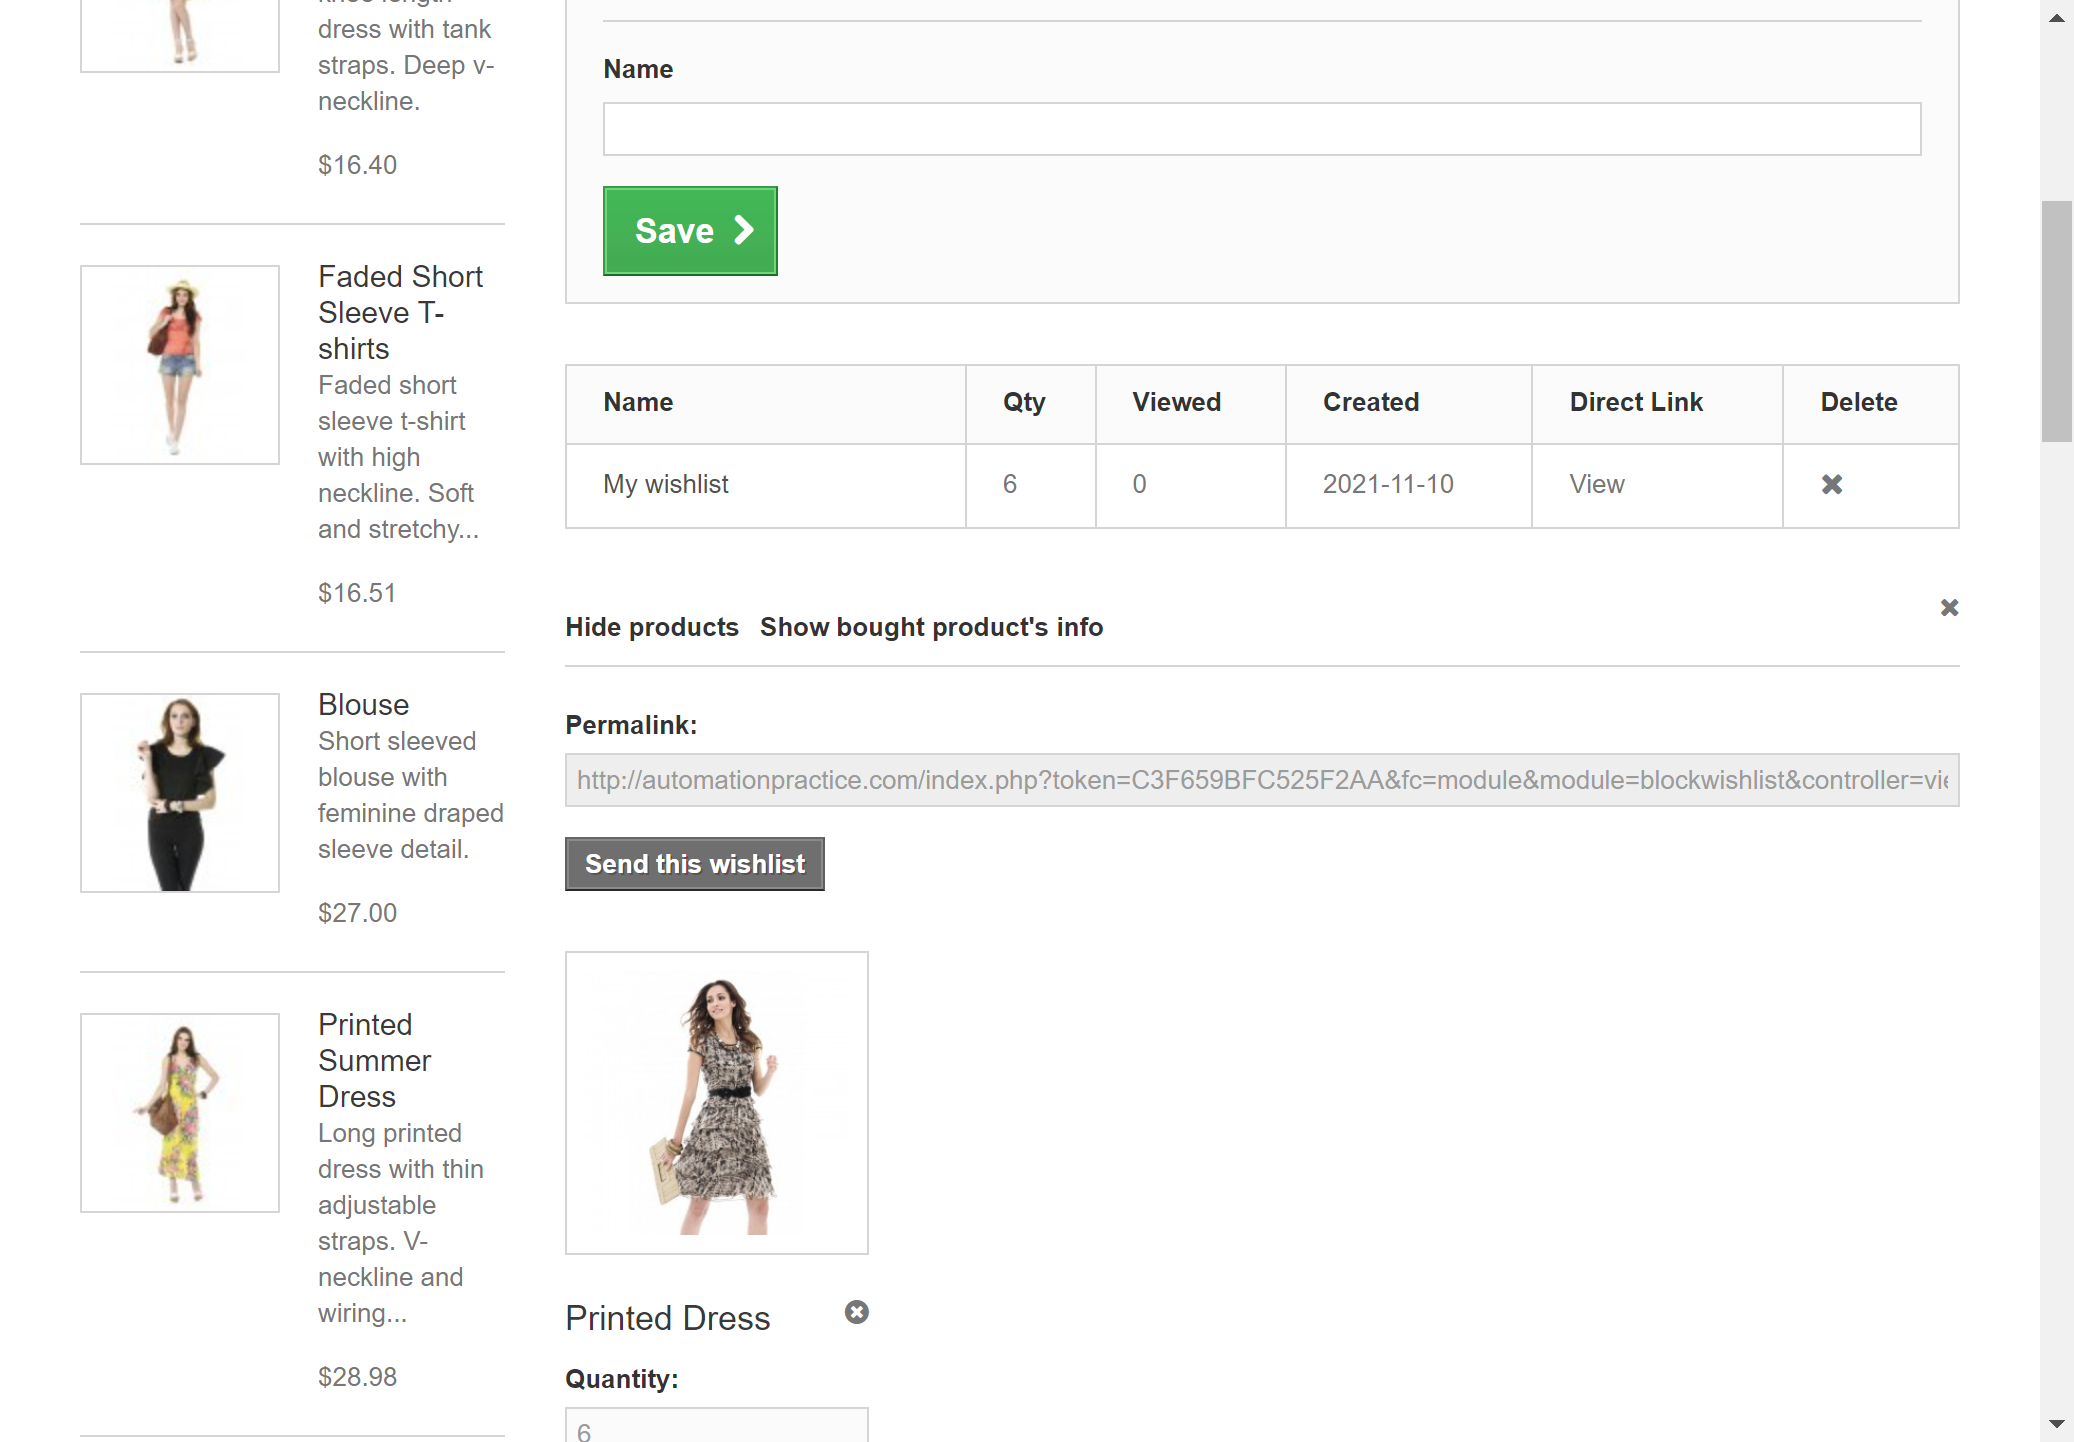 dress with tank
straps. Deep v-
neckline.
$16.40
Faded Short
Sleeve T-
shirts
Faded short
sleeve t-shirt
with high
neckline. Soft
and stretchy...
$16.51
Blouse
Short sleeved
blouse with
feminine draped
sleeve detail.
$27.00
Printed
Summer
Dress
Long printed
dress with thin
adjustable
straps. V-
neckline and
wiring...
$28.98
Name
Save
Name Qty Viewed Created Direct Link Delete
My wishlist 6 0 2021-11-10 View
Hide products Show bought product's info
Permalink:
http://automationpractice.com/index.php?token=C3F659BFC525F2AA&fc=module&module=blockwishlist&controller=vie
Send this wishlist
Printed Dress
Quantity:
6